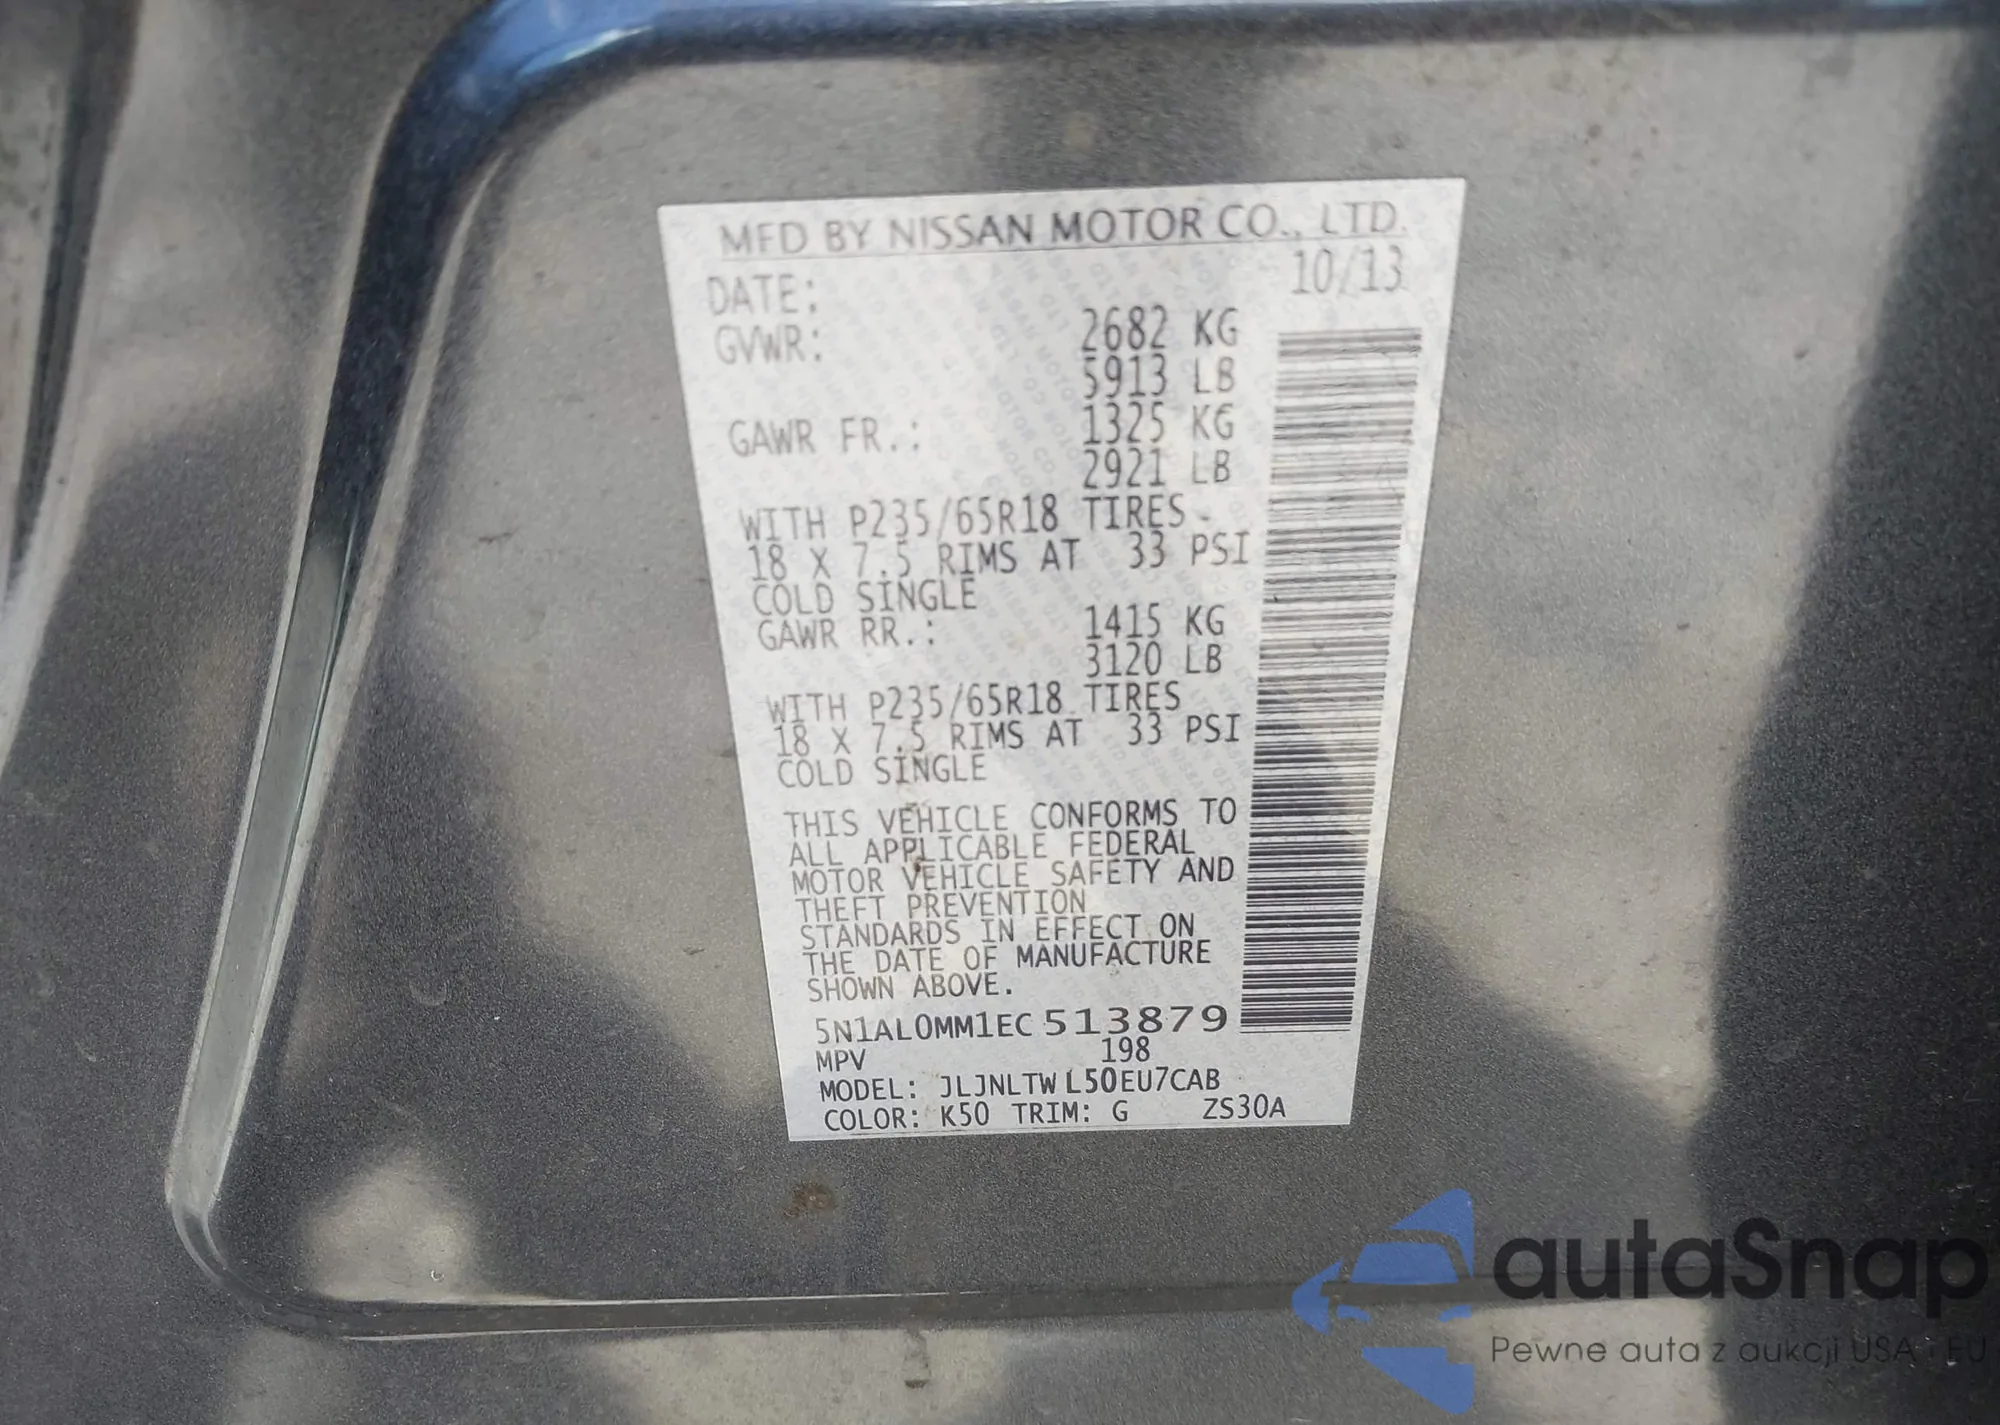 MFD BY NISSAN MOTOR CO., LTD.
DATE: 10/13
GVWR: 2682 KG
5913 LB
GAWR FR.: 1325 KG
2921 LB
WITH P235/65R18 TIRES
18 X 7.5 RIMS AT 33 PSI
COLD SINGLE
GAWR RR.: 1415 KG
3120 LB
WITH P235/65R18 TIRES
18 X 7.5 RIMS AT 33 PSI
COLD SINGLE
THIS VEHICLE CONFORMS TO
ALL APPLICABLE FEDERAL
MOTOR VEHICLE SAFETY AND
THEFT PREVENTION
STANDARDS IN EFFECT ON
THE DATE OF MANUFACTURE
SHOWN ABOVE.
5N1AL0MM1EC513879
MPV 198
MODEL: JLJNLTWL50EU7CAB
COLOR: K50 TRIM: G ZS30A
autaSnap
Pewne auta z aukcji USA i EU